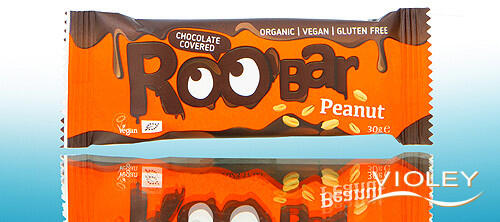 CHOCOLATE
COVERED
ORGANIC | VEGAN | GLUTEN FREE
ROOBAR
Peanut
Vegan
30g e
VIOLEY